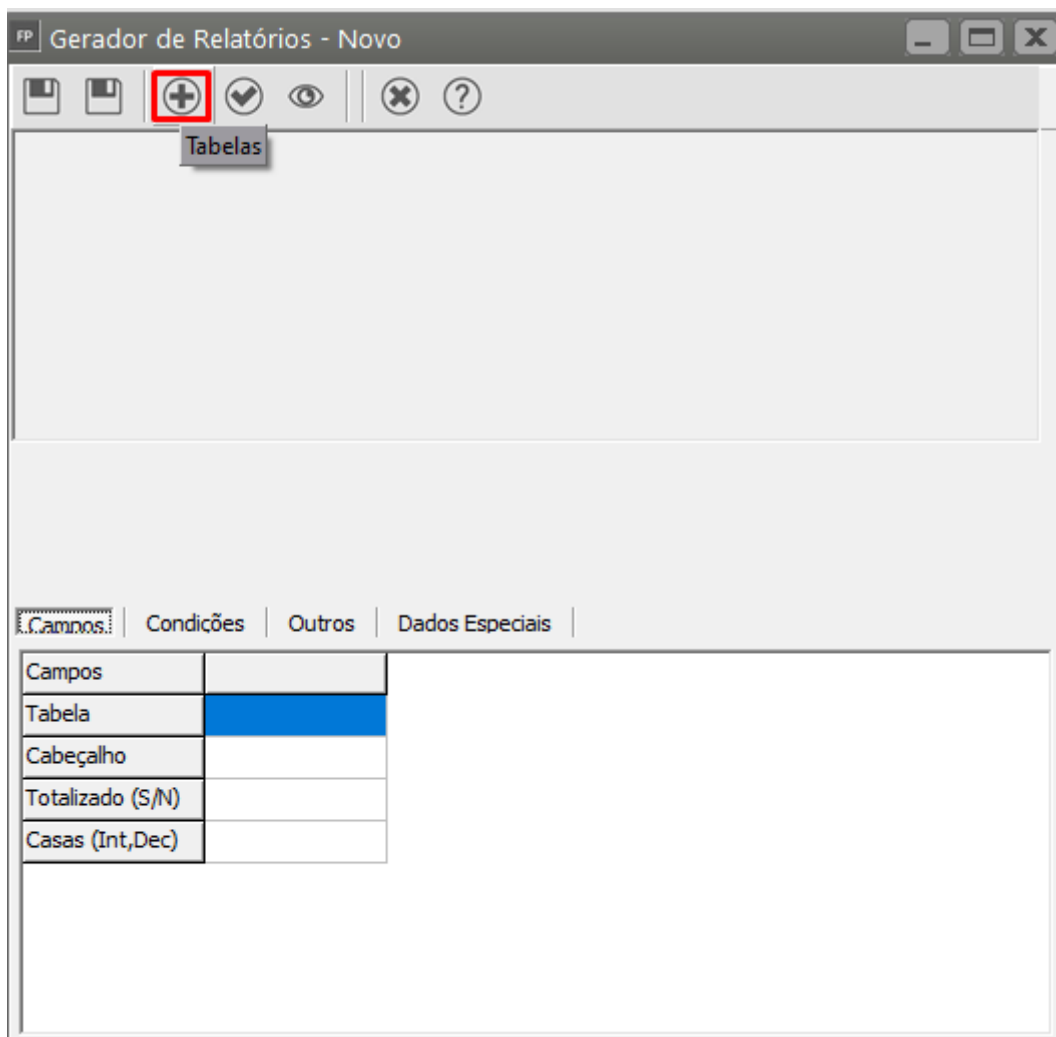 FP Gerador de Relatórios - Novo
?
Tabelas
Campos Condições Outros Dados Especiais
Campos
Tabela
Cabeçalho
Totalizado (S/N)
Casas (Int,Dec)